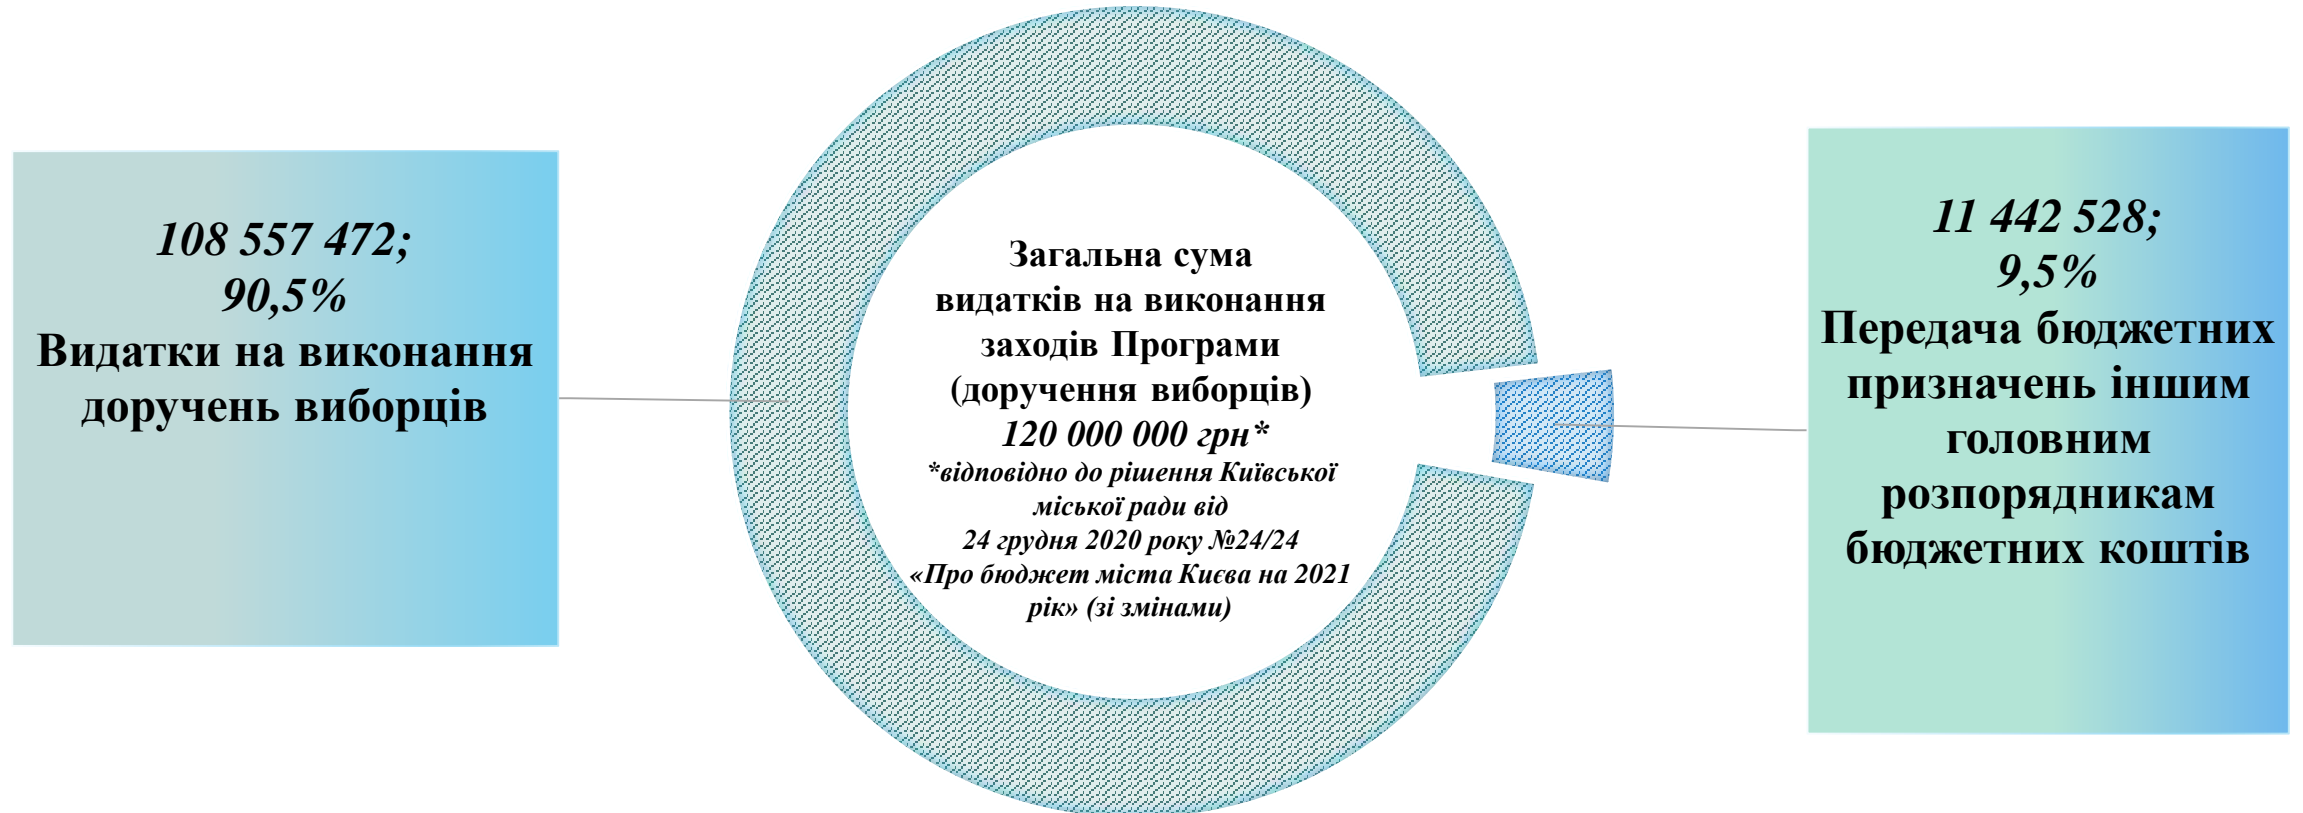 108 557 472;
90,5%
Видатки на виконання
доручень виборців
Загальна сума
видатків на виконання
заходів Програми
(доручення виборців)
120 000 000 грн*
*відповідно до рішення Київської
міської ради від
24 грудня 2020 року №24/24
«Про бюджет міста Києва на 2021
рік» (зі змінами)
11 442 528;
9,5%
Передача бюджетних
призначень іншим
головним
розпорядникам
бюджетних коштів